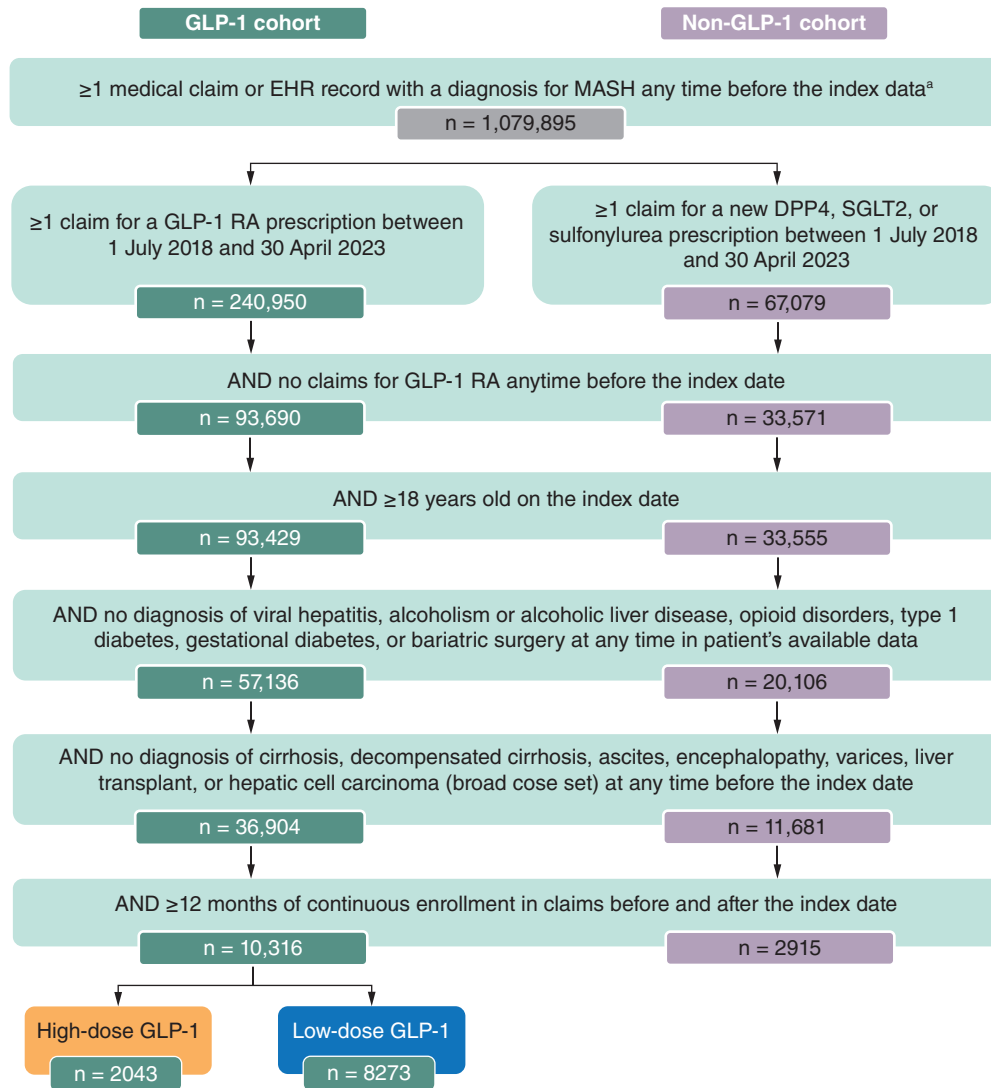 GLP-1 cohort
Non-GLP-1 cohort
≥1 medical claim or EHR record with a diagnosis for MASH any time before the index dataª
n = 1,079,895
≥1 claim for a GLP-1 RA prescription between
1 July 2018 and 30 April 2023
n = 240,950
≥1 claim for a new DPP4, SGLT2, or
sulfonylurea prescription between 1 July 2018
and 30 April 2023
n = 67,079
AND no claims for GLP-1 RA anytime before the index date
n = 93,690
n = 33,571
AND ≥18 years old on the index date
n = 93,429
n = 33,555
AND no diagnosis of viral hepatitis, alcoholism or alcoholic liver disease, opioid disorders, type 1
diabetes, gestational diabetes, or bariatric surgery at any time in patient's available data
n = 57,136
n = 20,106
AND no diagnosis of cirrhosis, decompensated cirrhosis, ascites, encephalopathy, varices, liver
transplant, or hepatic cell carcinoma (broad cose set) at any time before the index date
n = 36,904
n = 11,681
AND ≥12 months of continuous enrollment in claims before and after the index date
n = 10,316
n = 2915
High-dose GLP-1
n = 2043
Low-dose GLP-1
n = 8273